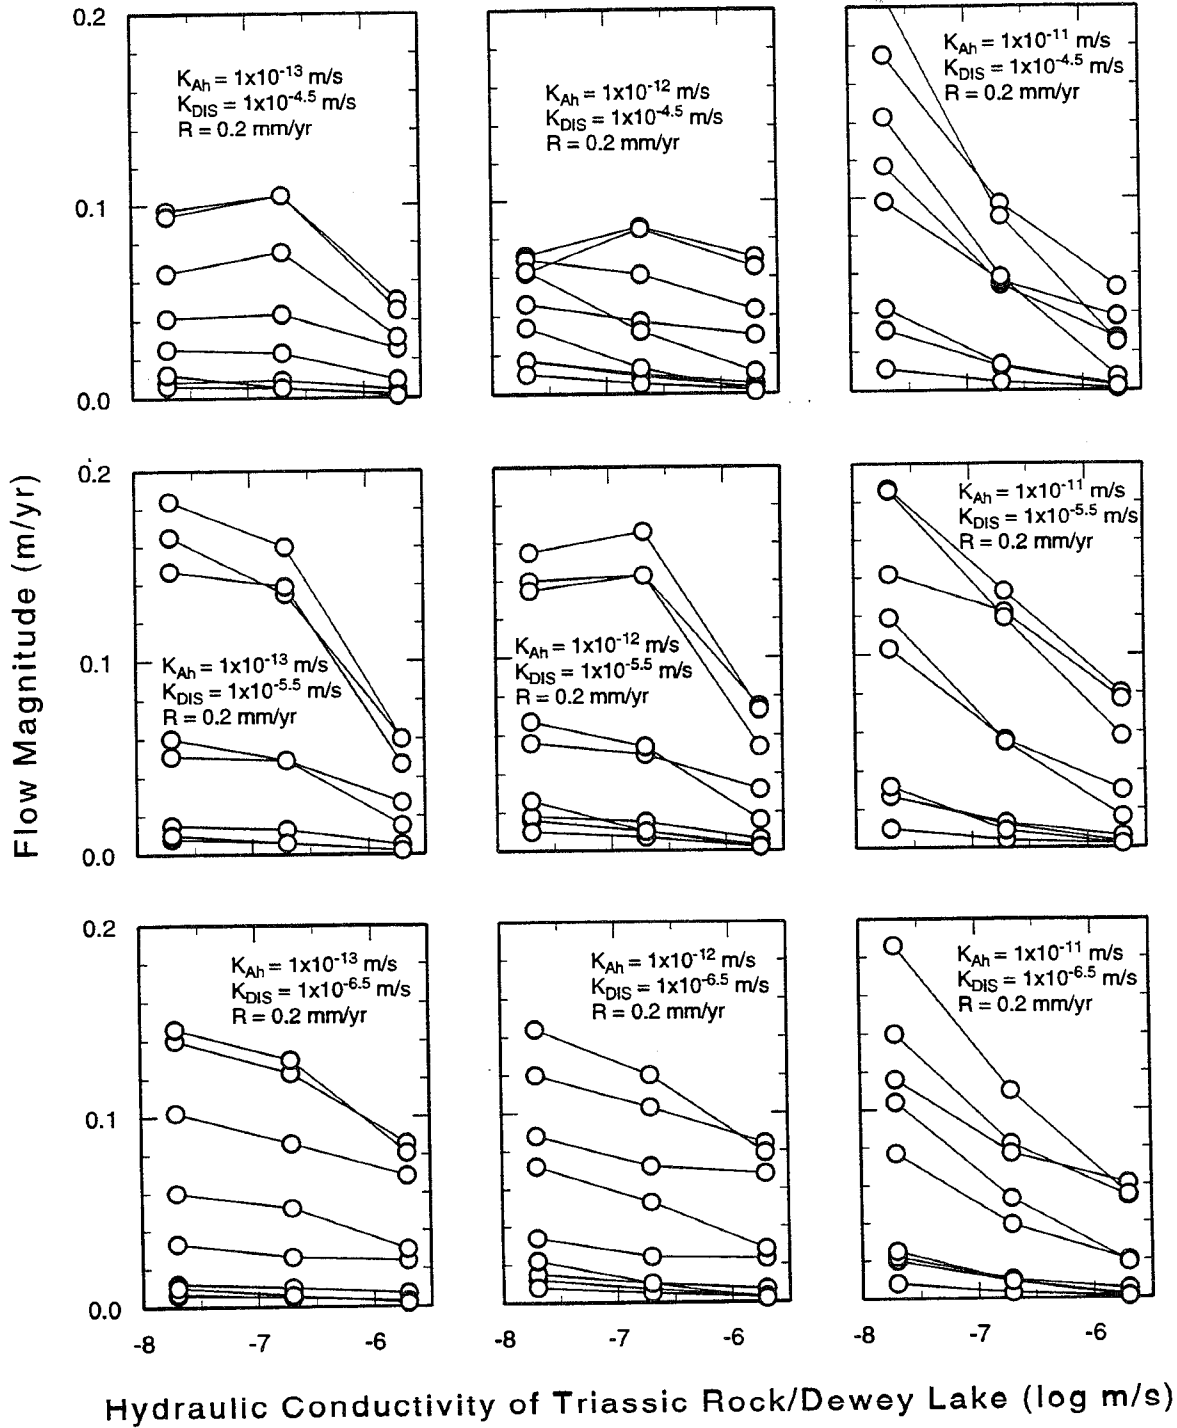 0.2
K_Ah = 1x10^-13 m/s
K_DIS = 1x10^-4.5 m/s
R = 0.2 mm/yr
K_Ah = 1x10^-12 m/s
K_DIS = 1x10^-4.5 m/s
R = 0.2 mm/yr
K_Ah = 1x10^-11 m/s
K_DIS = 1x10^-4.5 m/s
R = 0.2 mm/yr
0.1
0.0
Flow Magnitude (m/yr)
0.2
K_Ah = 1x10^-13 m/s
K_DIS = 1x10^-5.5 m/s
R = 0.2 mm/yr
K_Ah = 1x10^-12 m/s
K_DIS = 1x10^-5.5 m/s
R = 0.2 mm/yr
K_Ah = 1x10^-11 m/s
K_DIS = 1x10^-5.5 m/s
R = 0.2 mm/yr
0.1
0.0
0.2
K_Ah = 1x10^-13 m/s
K_DIS = 1x10^-6.5 m/s
R = 0.2 mm/yr
K_Ah = 1x10^-12 m/s
K_DIS = 1x10^-6.5 m/s
R = 0.2 mm/yr
K_Ah = 1x10^-11 m/s
K_DIS = 1x10^-6.5 m/s
R = 0.2 mm/yr
0.1
0.0
-8 -7 -6 -8 -7 -6 -8 -7 -6
Hydraulic Conductivity of Triassic Rock/Dewey Lake (log m/s)